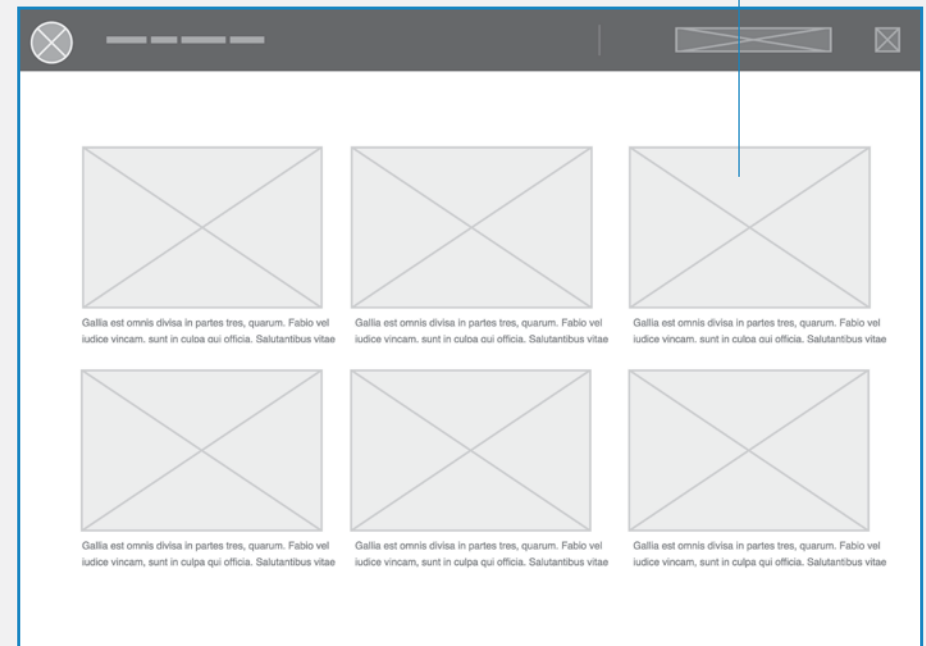 Gallia est omnis divisa in partes tres, quarum. Fabio vel
iudice vincam, sunt in culpa qui officia. Salutantibus vitae
Gallia est omnis divisa in partes tres, quarum. Fabio vel
iudice vincam, sunt in culpa qui officia. Salutantibus vitae
Gallia est omnis divisa in partes tres, quarum. Fabio vel
iudice vincam, sunt in culpa qui officia. Salutantibus vitae
Gallia est omnis divisa in partes tres, quarum. Fabio vel
iudice vincam, sunt in culpa qui officia. Salutantibus vitae
Gallia est omnis divisa in partes tres, quarum. Fabio vel
iudice vincam, sunt in culpa qui officia. Salutantibus vitae
Gallia est omnis divisa in partes tres, quarum. Fabio vel
iudice vincam, sunt in culpa qui officia. Salutantibus vitae